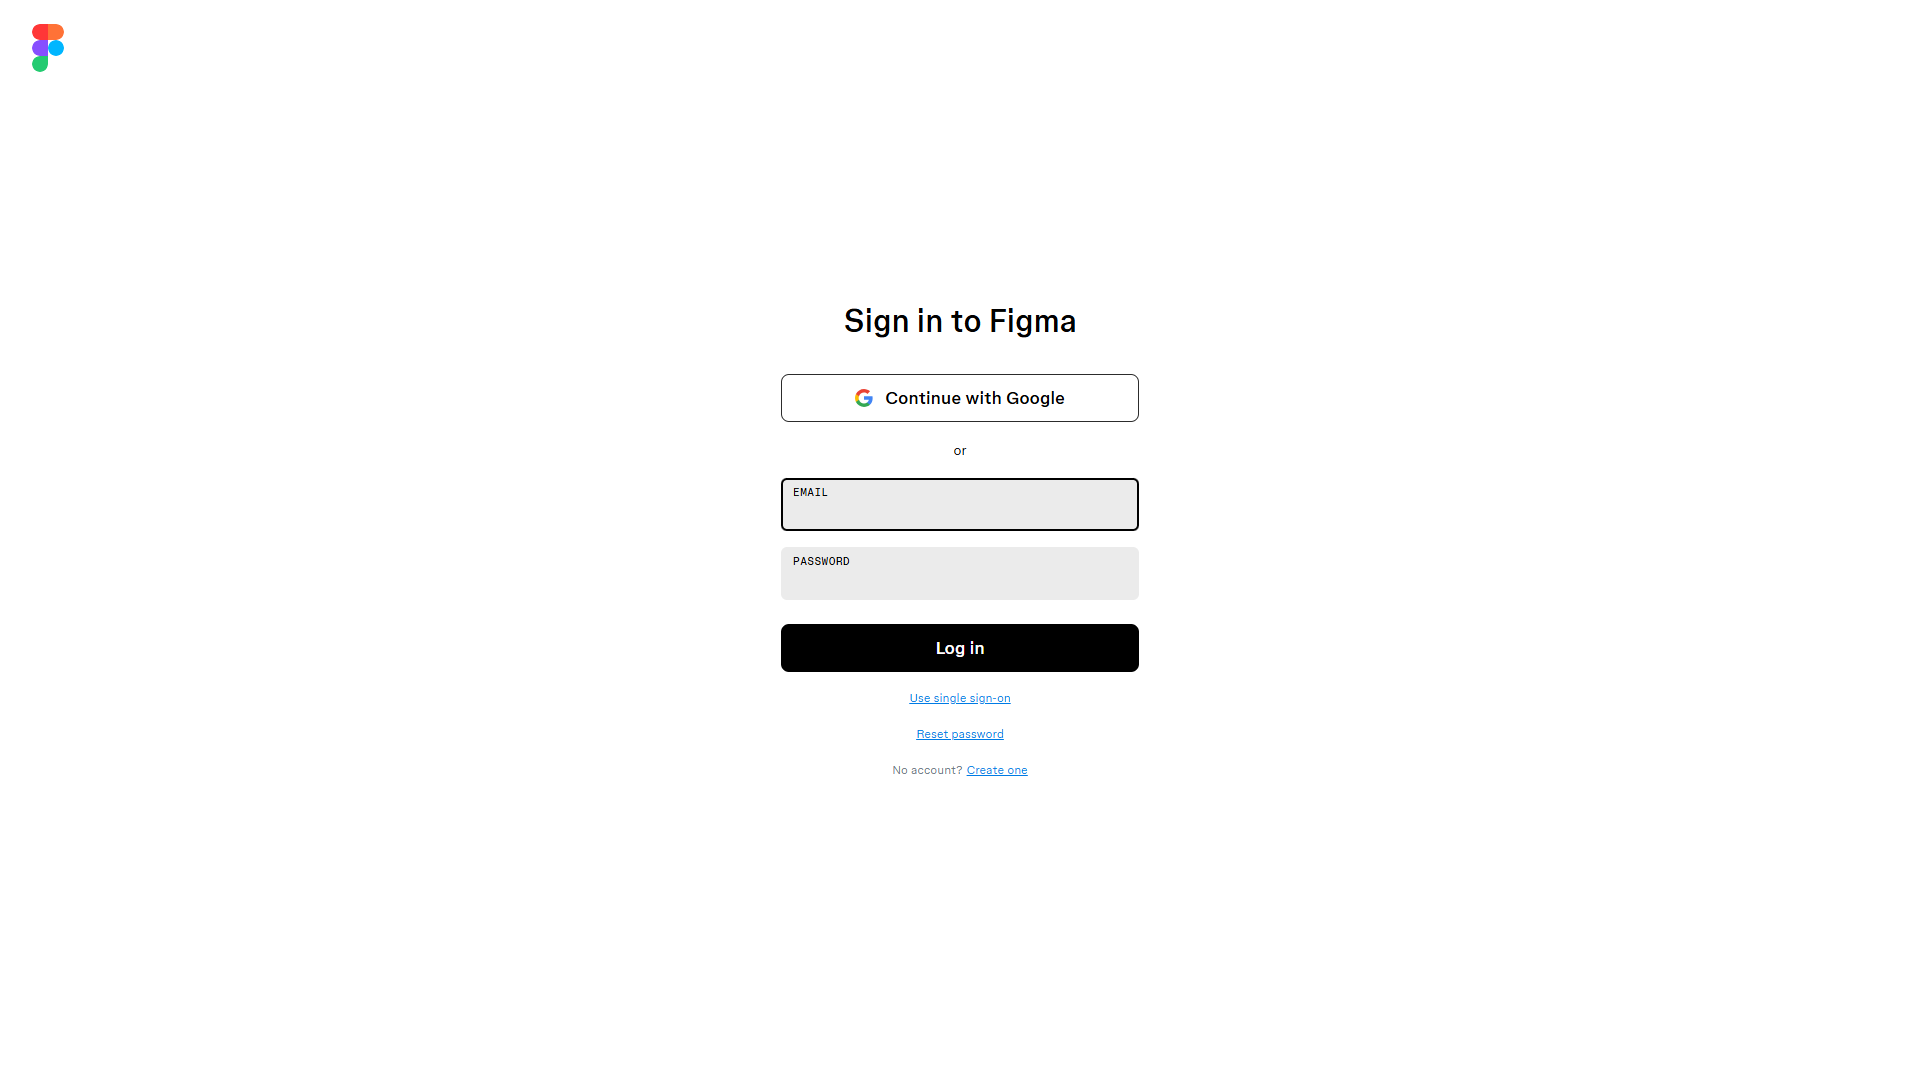 Sign in to Figma
Continue with Google
or
EMAIL
PASSWORD
Log in
Use single sign-on
Reset password
No account? Create one